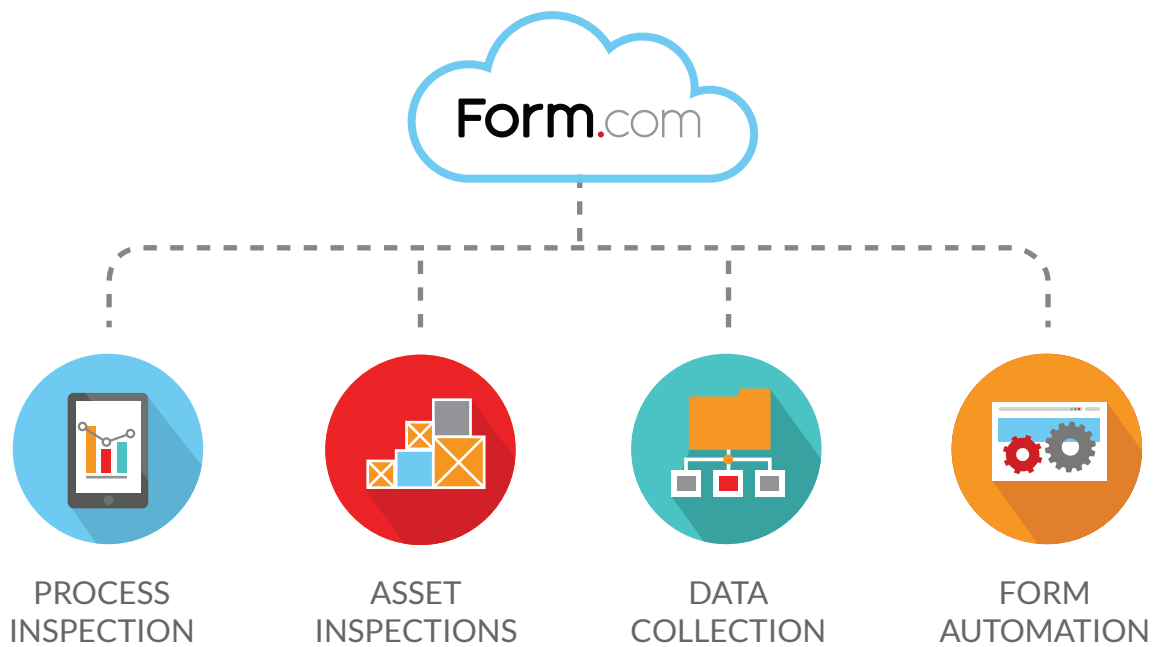 Form.com
PROCESS
INSPECTION
ASSET
INSPECTIONS
DATA
COLLECTION
FORM
AUTOMATION